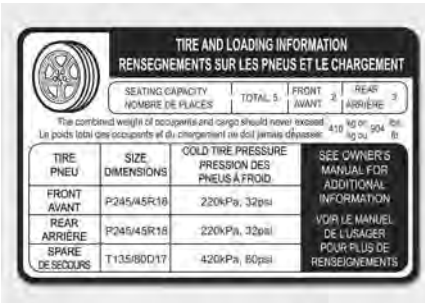 TIRE AND LOADING INFORMATION
RENSEGNEMENTS SUR LES PNEUS ET LE CHARGEMENT
SEATING CAPACITY
NOMBRE DE PLACES
TOTAL 5
FRONT
AVANT
2
REAR
ARRIÈRE
3
The combined weight of occupants and cargo should never exceed
Le poids total des occupants et du chargement ne doit jamais dépasser
410 kg or 904 lbs.
kg ou lb
TIRE
PNEU
SIZE
DIMENSIONS
COLD TIRE PRESSURE
PRESSION DES
PNEUS À FROID
SEE OWNER'S
MANUAL FOR
ADDITIONAL
INFORMATION
VOIR LE MANUEL
DE L'USAGER
POUR PLUS DE
RENSEIGNEMENTS
FRONT
AVANT
P245/45R18
220kPa, 32psi
REAR
ARRIÈRE
P245/45R18
220kPa, 32psi
SPARE
DE SECOURS
T135/80D17
420kPa, 60psi